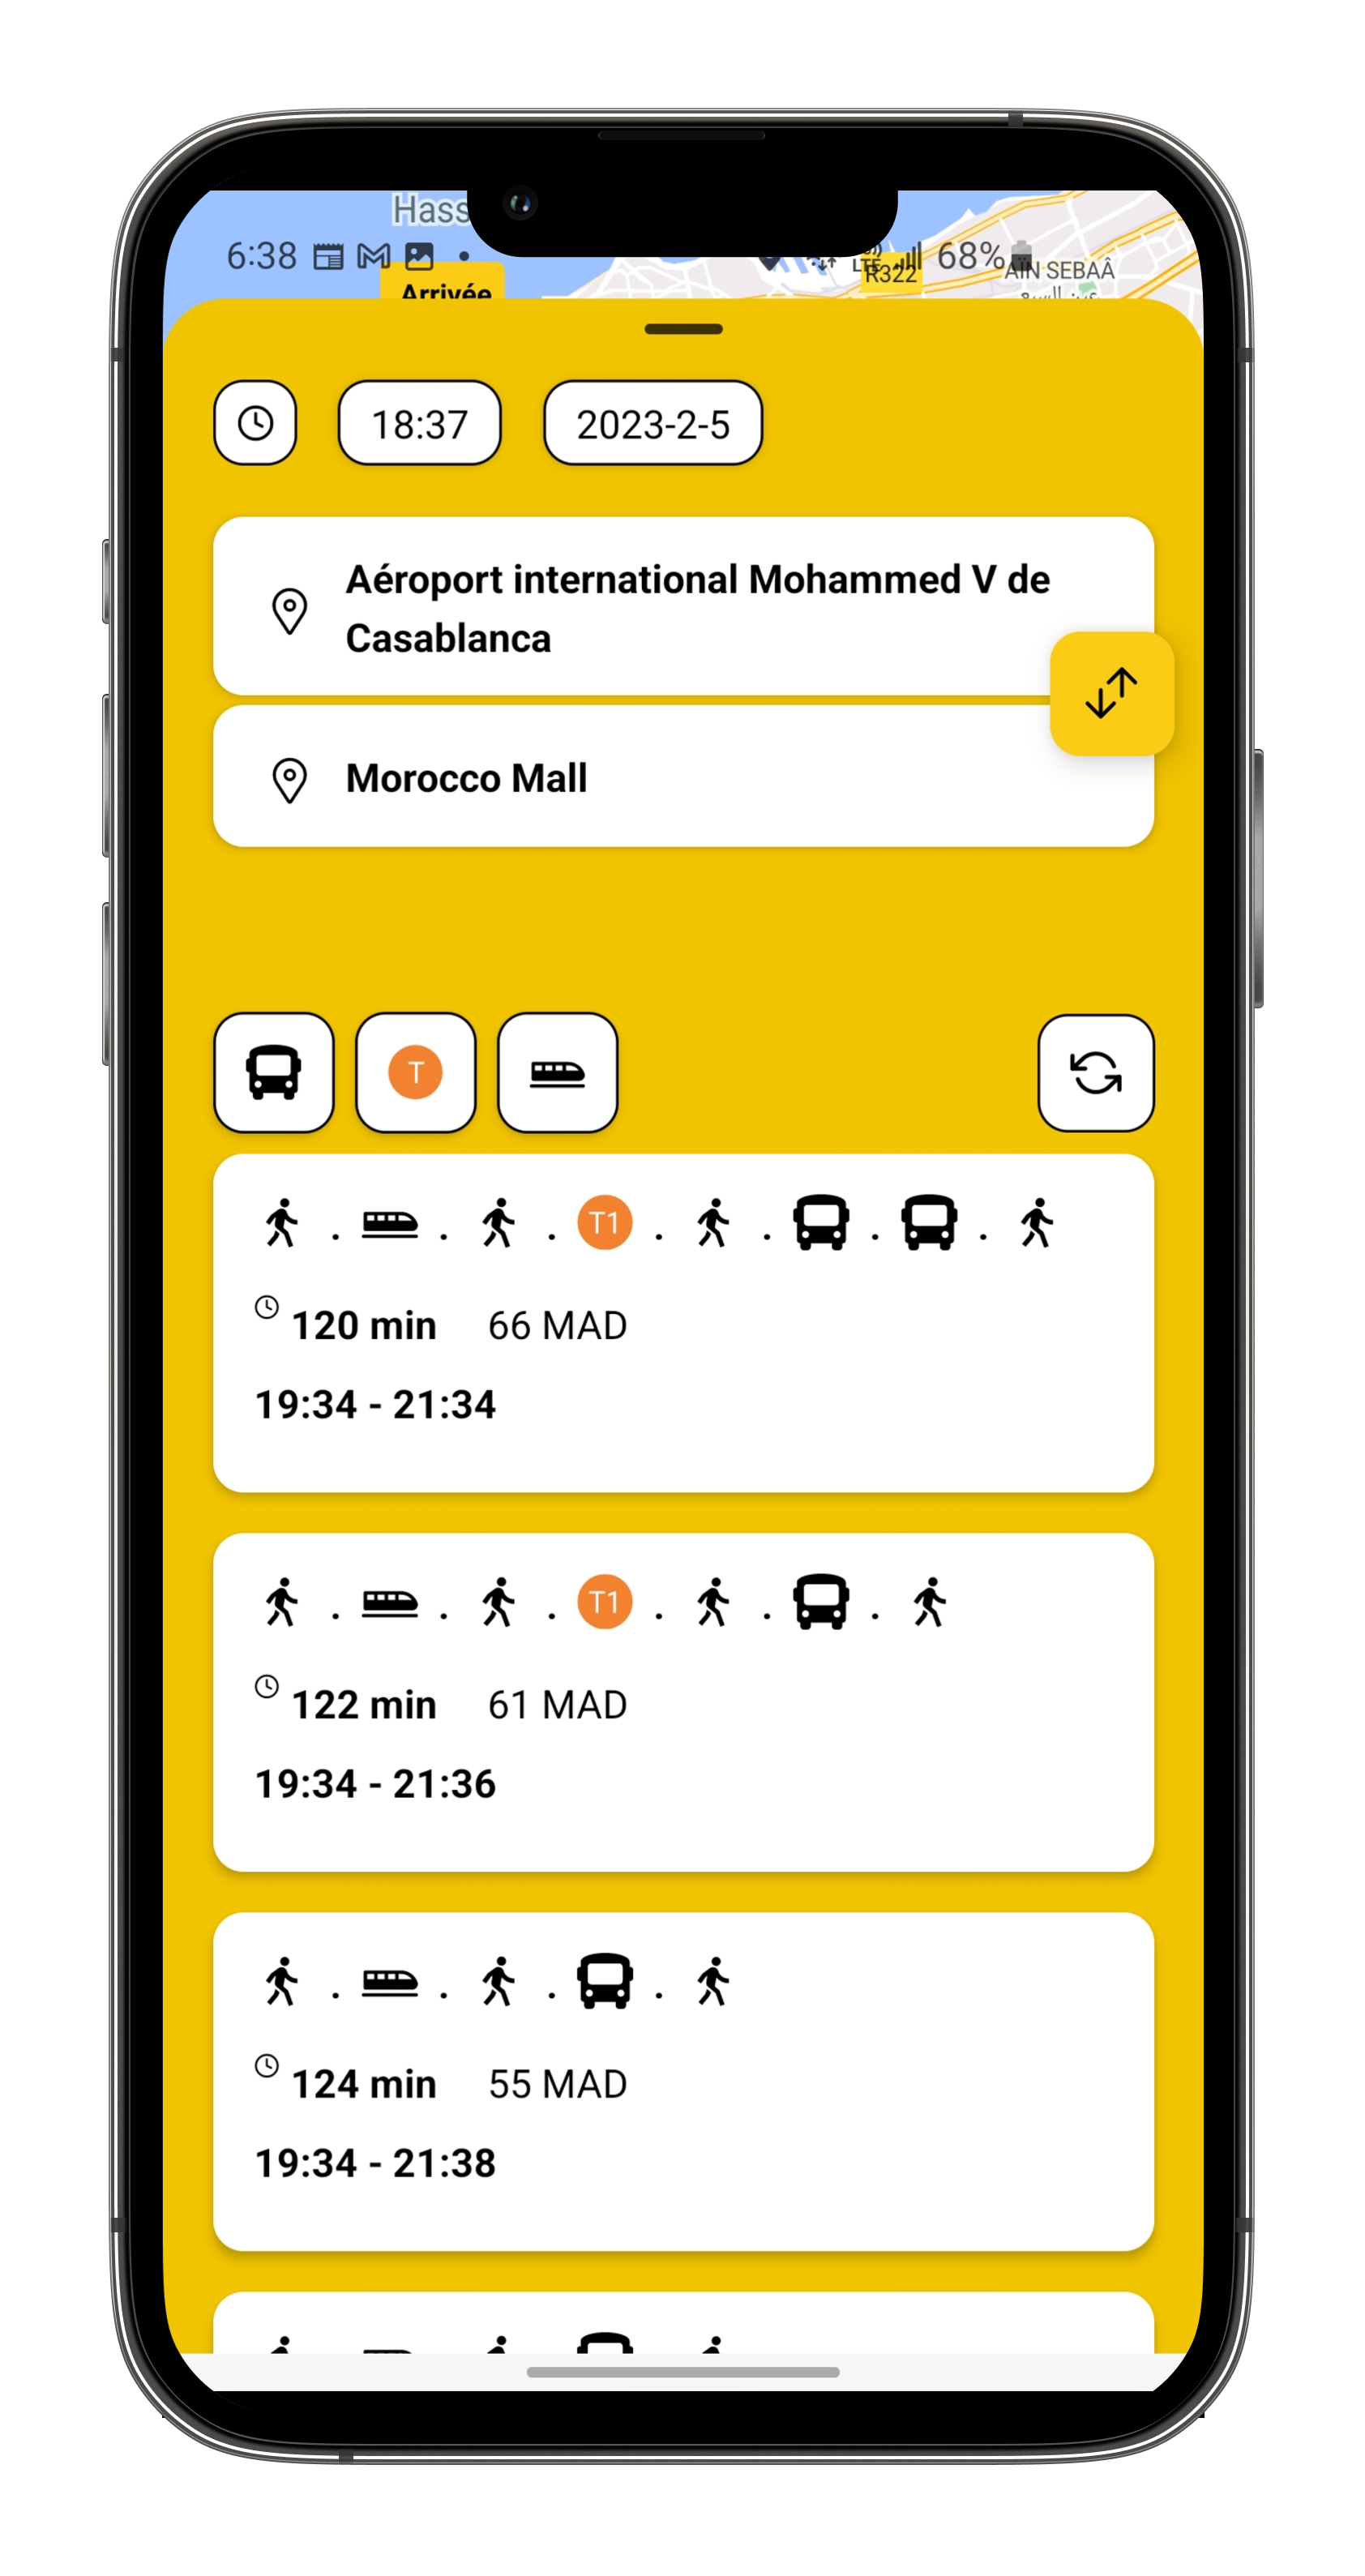 Hass
6:38
68%
LTE
R322
AÏN SEBAÂ
Arrivée
18:37
2023-2-5
Aéroport international Mohammed V de
Casablanca
Morocco Mall
T
T1
120 min 66 MAD
19:34 - 21:34
T1
122 min 61 MAD
19:34 - 21:36
124 min 55 MAD
19:34 - 21:38